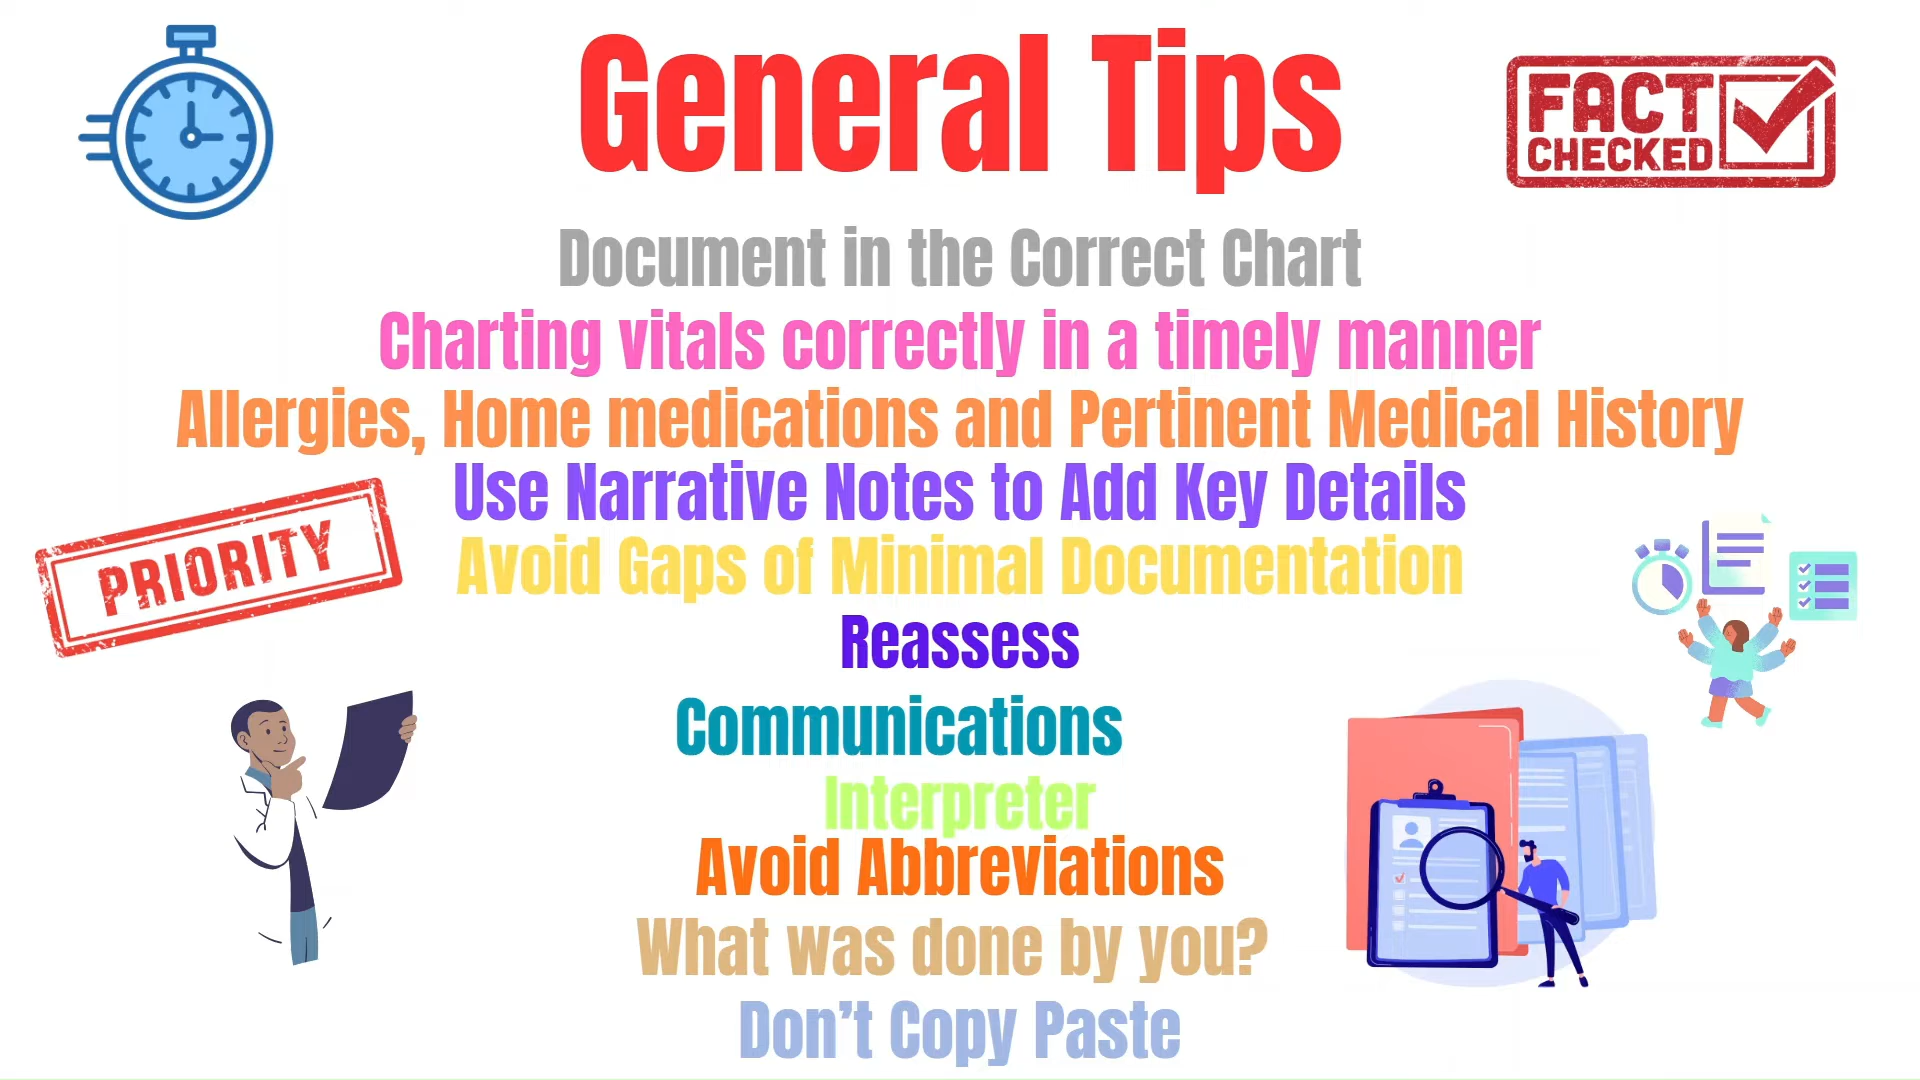 General Tips
FACT
CHECKED
Document in the Correct Chart
Charting vitals correctly in a timely manner
Allergies, Home medications and Pertinent Medical History
Use Narrative Notes to Add Key Details
PRIORITY
Avoid Gaps of Minimal Documentation
Reassess
Communications
Interpreter
Avoid Abbreviations
What was done by you?
Don’t Copy Paste